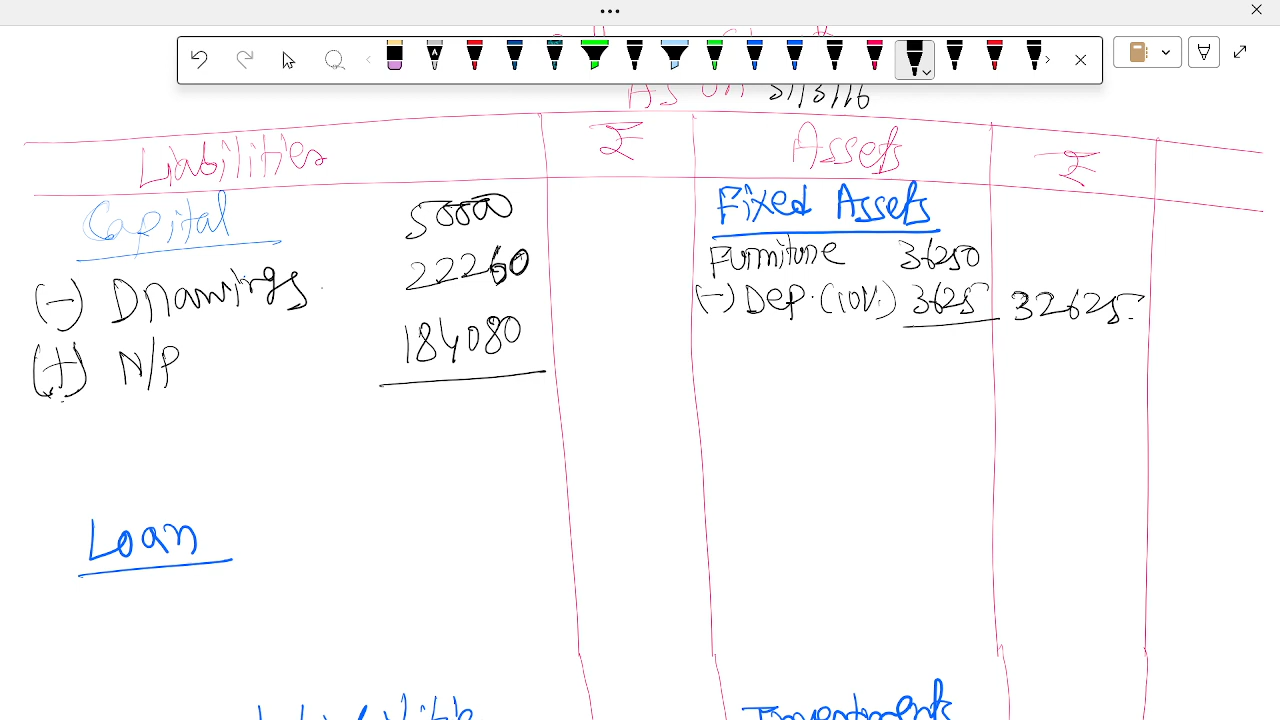 As on 31/3/16
Liabilities ₹ Assets ₹
Capital 50000
(-) Drawings 22260
(+) N/P 184080
Loan
Fixed Assets
Furniture 36250
(-) Dep. (10%) 3625 32625
Investments